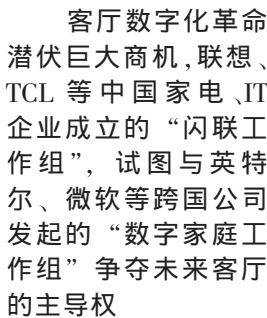 客厅数字化革命
潜伏巨大商机,联想、
TCL 等中国家电、IT
企业成立的“闪联工
作组”，试图与英特
尔、微软等跨国公司
发起的“数字家庭工
作组”争夺未来客厅
的主导权